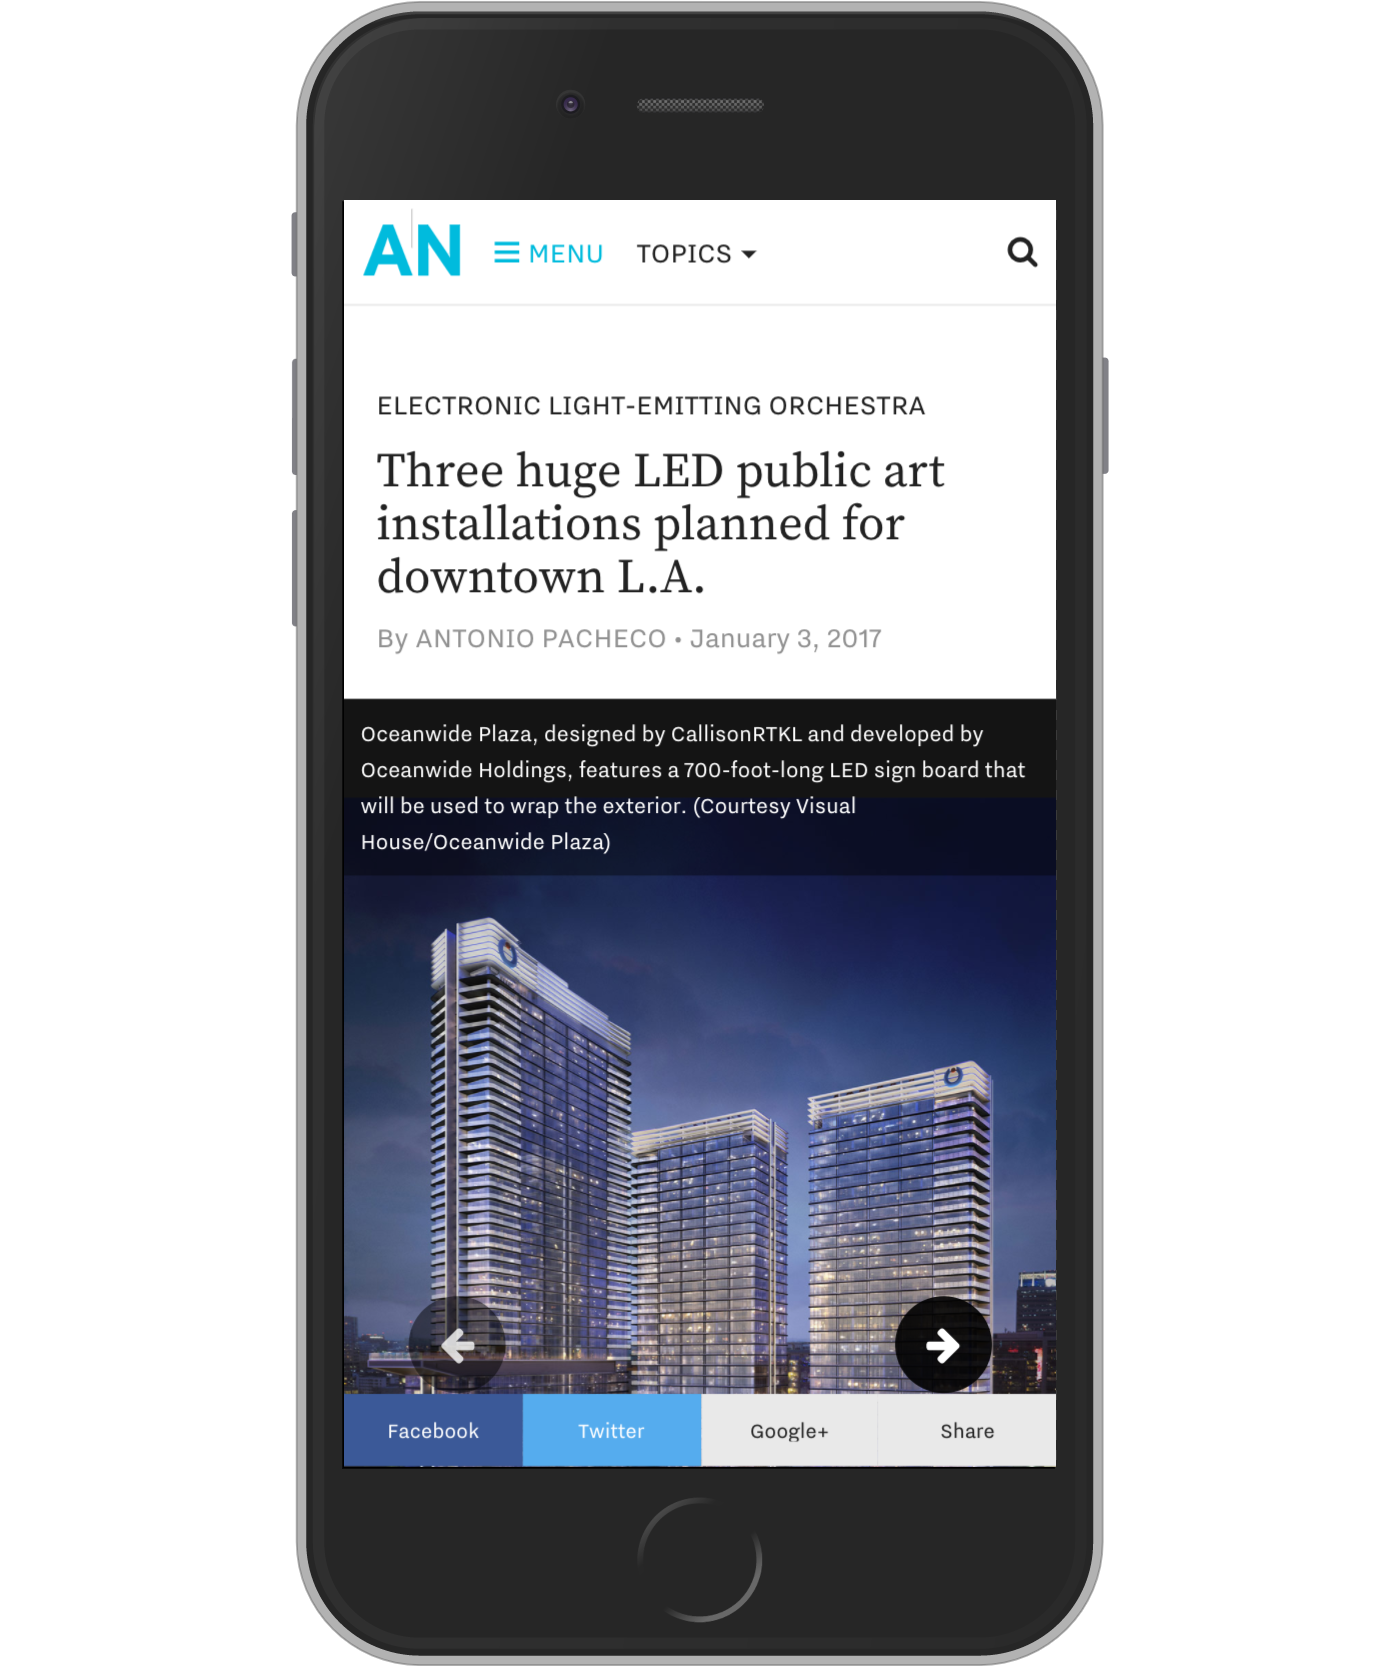 AN
MENU
TOPICS
ELECTRONIC LIGHT-EMITTING ORCHESTRA
Three huge LED public art
installations planned for
downtown L.A.
By ANTONIO PACHECO • January 3, 2017
Oceanwide Plaza, designed by CallisonRTKL and developed by
Oceanwide Holdings, features a 700-foot-long LED sign board that
will be used to wrap the exterior. (Courtesy Visual
House/Oceanwide Plaza)
Facebook
Twitter
Google+
Share